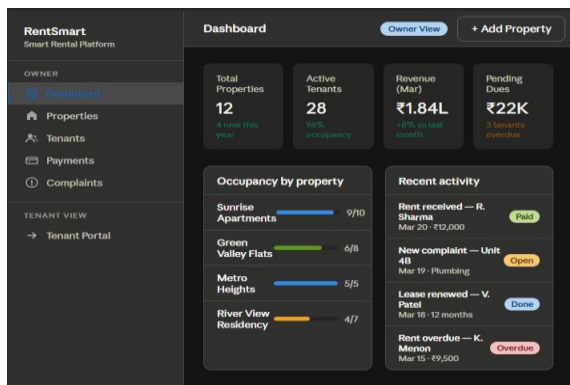 RentSmart
Smart Rental Platform
OWNER
Dashboard
Properties
Tenants
Payments
Complaints
TENANT VIEW
→ Tenant Portal
Dashboard
Owner View
+ Add Property
Total
Properties
12
4 new this
year
Active
Tenants
28
96%
occupancy
Revenue
(Mar)
₹1.84L
+8% vs last
month
Pending
Dues
₹22K
3 tenants
overdue
Occupancy by property
Sunrise
Apartments
9/10
Green
Valley Flats
6/8
Metro
Heights
5/5
River View
Residency
4/7
Recent activity
Rent received — R.
Sharma
Mar 20 · ₹12,000
Paid
New complaint — Unit
4B
Mar 19 · Plumbing
Open
Lease renewed — V.
Patel
Mar 18 · 12 months
Done
Rent overdue — K.
Menon
Mar 15 · ₹9,500
Overdue